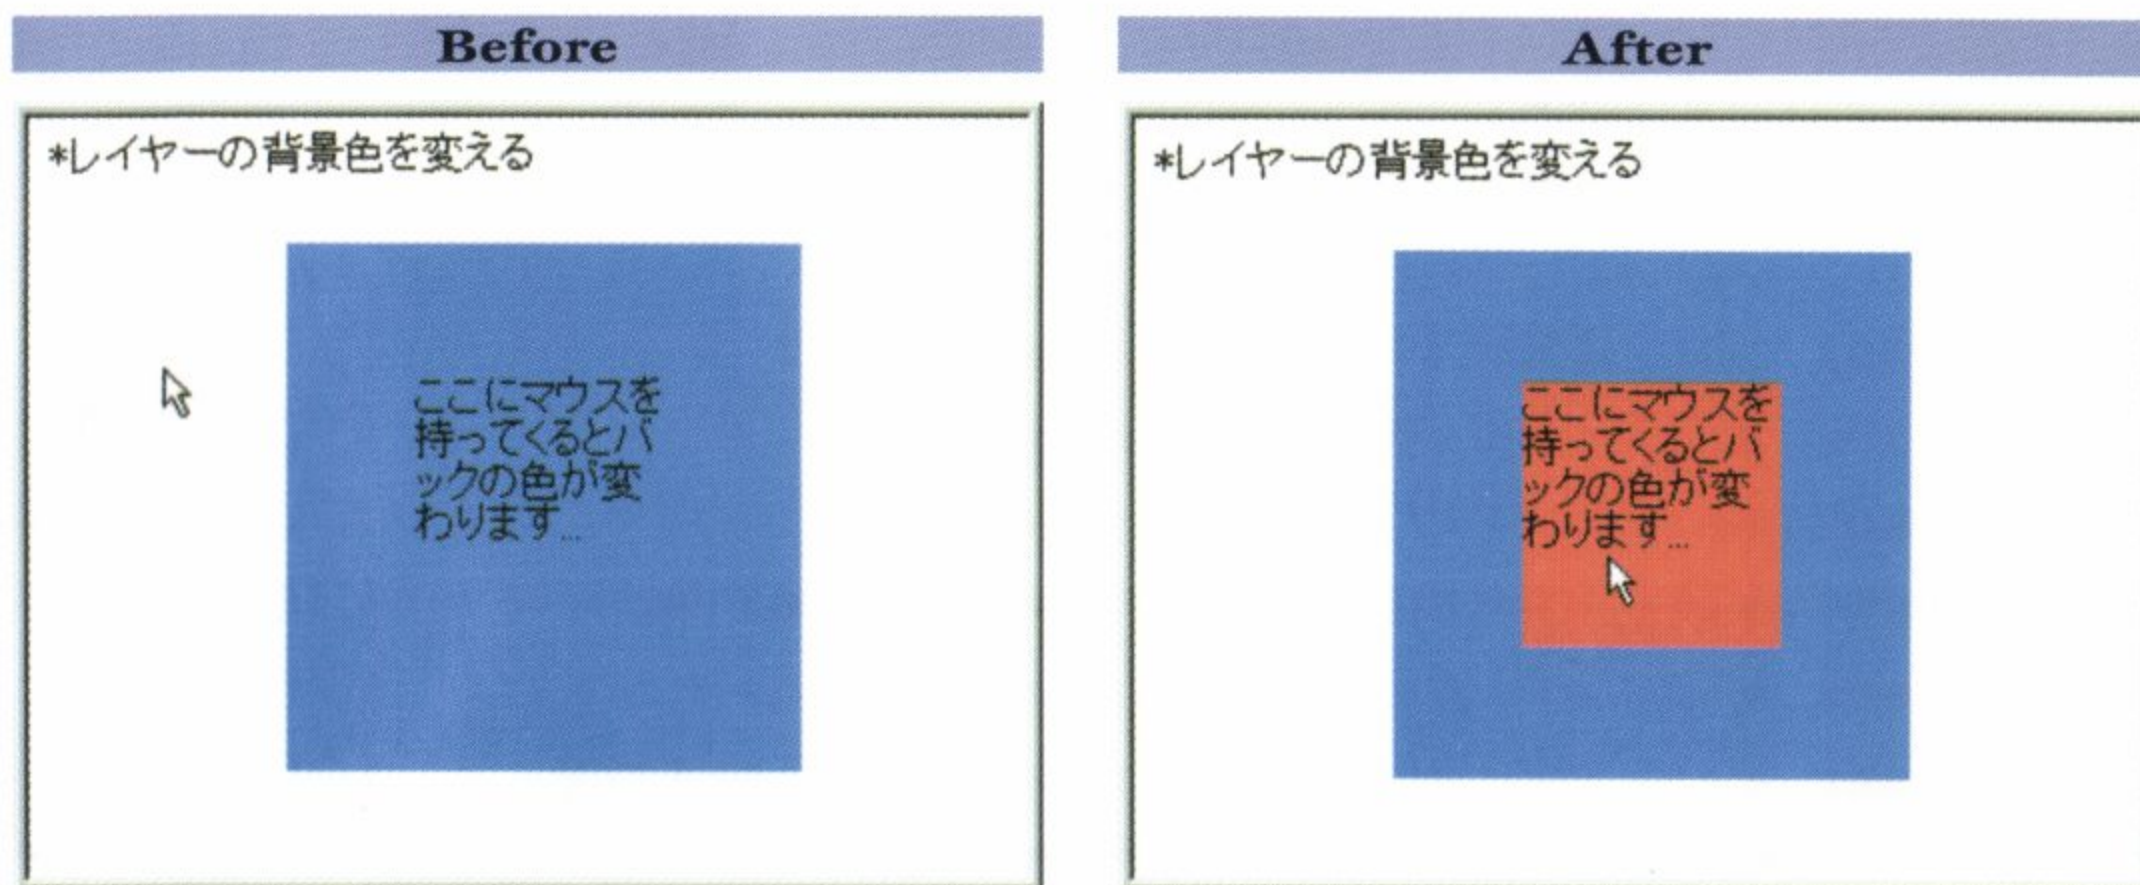 Before
*レイヤーの背景色を変える
ここにマウスを
持ってくるとバ
ックの色が変
わります...
After
*レイヤーの背景色を変える
ここにマウスを
持ってくるとバ
ックの色が変
わります...